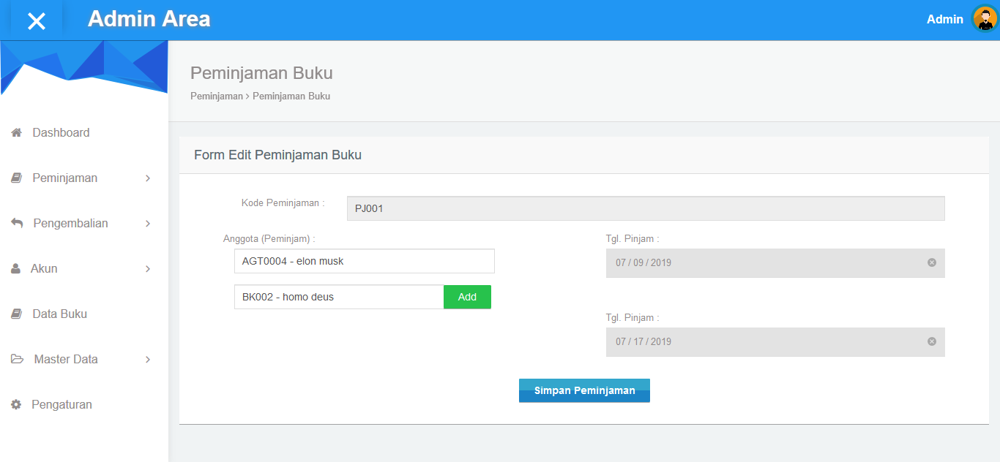 Admin Area
Admin
Peminjaman Buku
Peminjaman > Peminjaman Buku
Dashboard
Peminjaman
Pengembalian
Akun
Data Buku
Master Data
Pengaturan
Form Edit Peminjaman Buku
Kode Peminjaman :
PJ001
Anggota (Peminjam) :
AGT0004 - elon musk
BK002 - homo deus
Add
Tgl. Pinjam :
07 / 09 / 2019
Tgl. Pinjam :
07 / 17 / 2019
Simpan Peminjaman